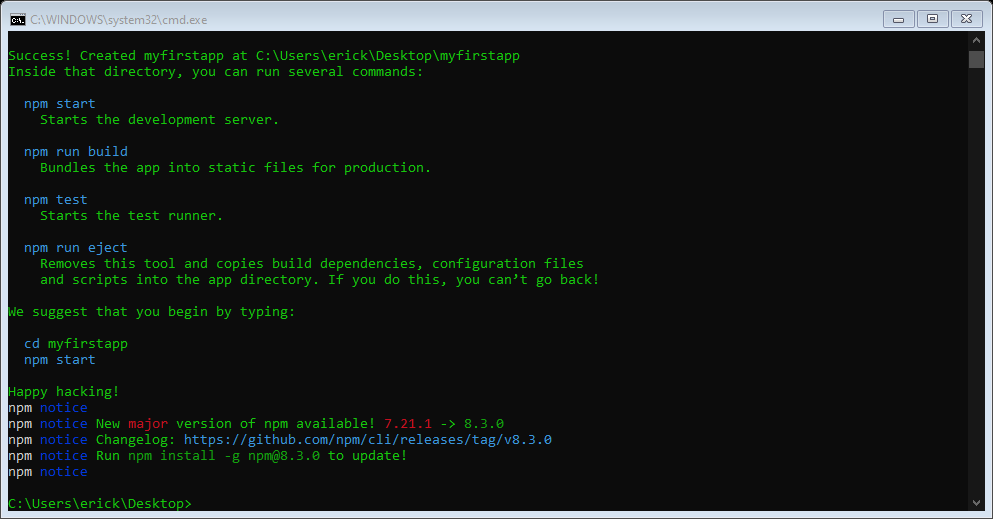 C:\WINDOWS\system32\cmd.exe
Success! Created myfirstapp at C:\Users\erick\Desktop\myfirstapp
Inside that directory, you can run several commands:
npm start
Starts the development server.
npm run build
Bundles the app into static files for production.
npm test
Starts the test runner.
npm run eject
Removes this tool and copies build dependencies, configuration files
and scripts into the app directory. If you do this, you can’t go back!
We suggest that you begin by typing:
cd myfirstapp
npm start
Happy hacking!
npm notice
npm notice New major version of npm available! 7.21.1 -> 8.3.0
npm notice Changelog: https://github.com/npm/cli/releases/tag/v8.3.0
npm notice Run npm install -g npm@8.3.0 to update!
npm notice
C:\Users\erick\Desktop>